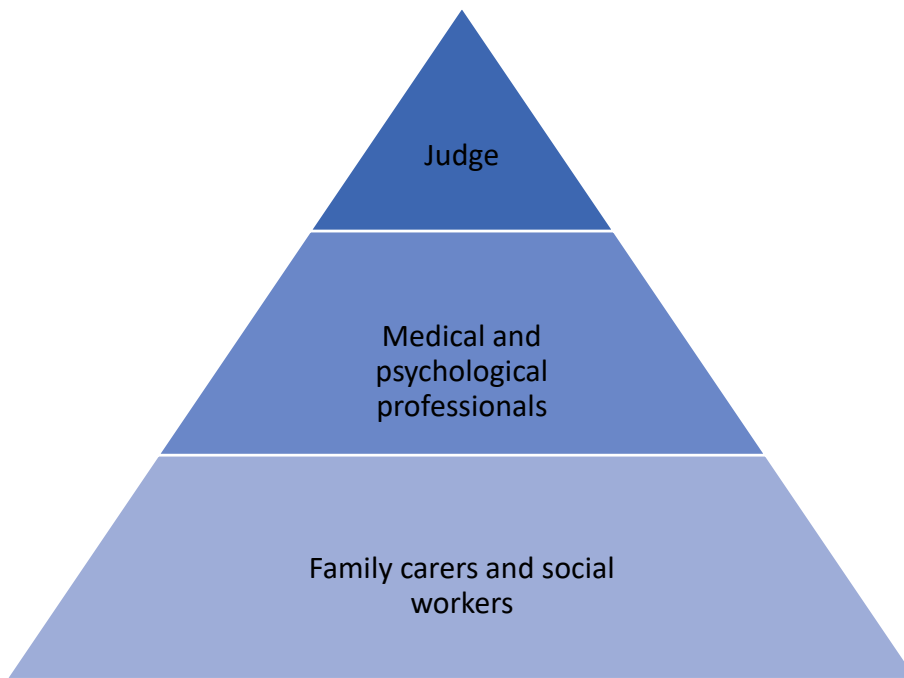 Judge
Medical and
psychological
professionals
Family carers and social
workers